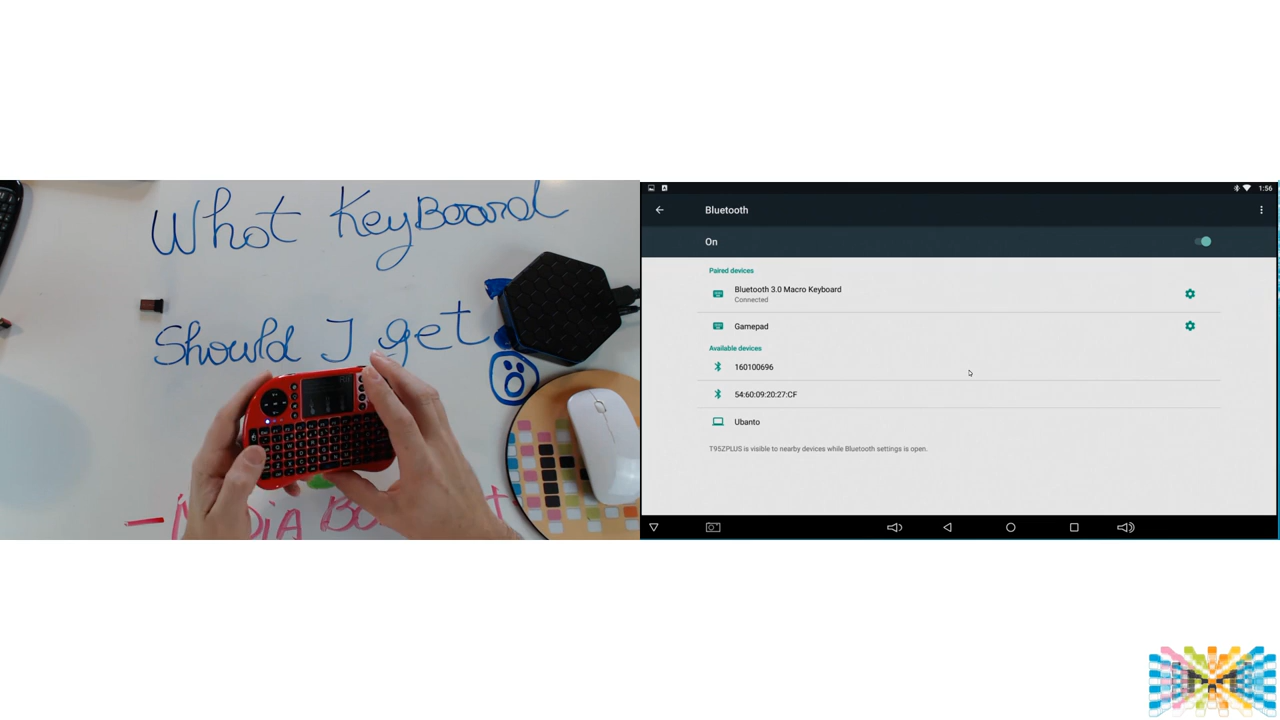 What KeyBoard
Should I get
1:56
Bluetooth
On
Paired devices
Bluetooth 3.0 Macro Keyboard
Connected
Gamepad
Available devices
160100696
54:60:09:20:27:CF
Ubanto
T95ZPLUS is visible to nearby devices while Bluetooth settings is open.